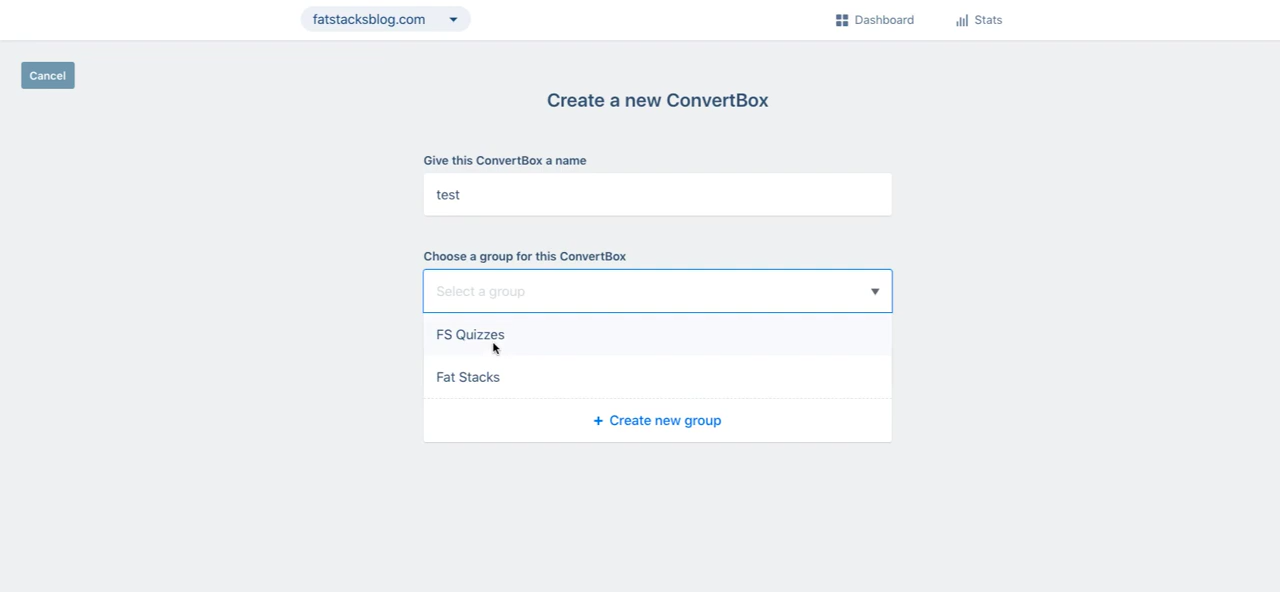 fatstacksblog.com
Dashboard
Stats
Cancel
Create a new ConvertBox
Give this ConvertBox a name
test
Choose a group for this ConvertBox
Select a group
FS Quizzes
Fat Stacks
+ Create new group